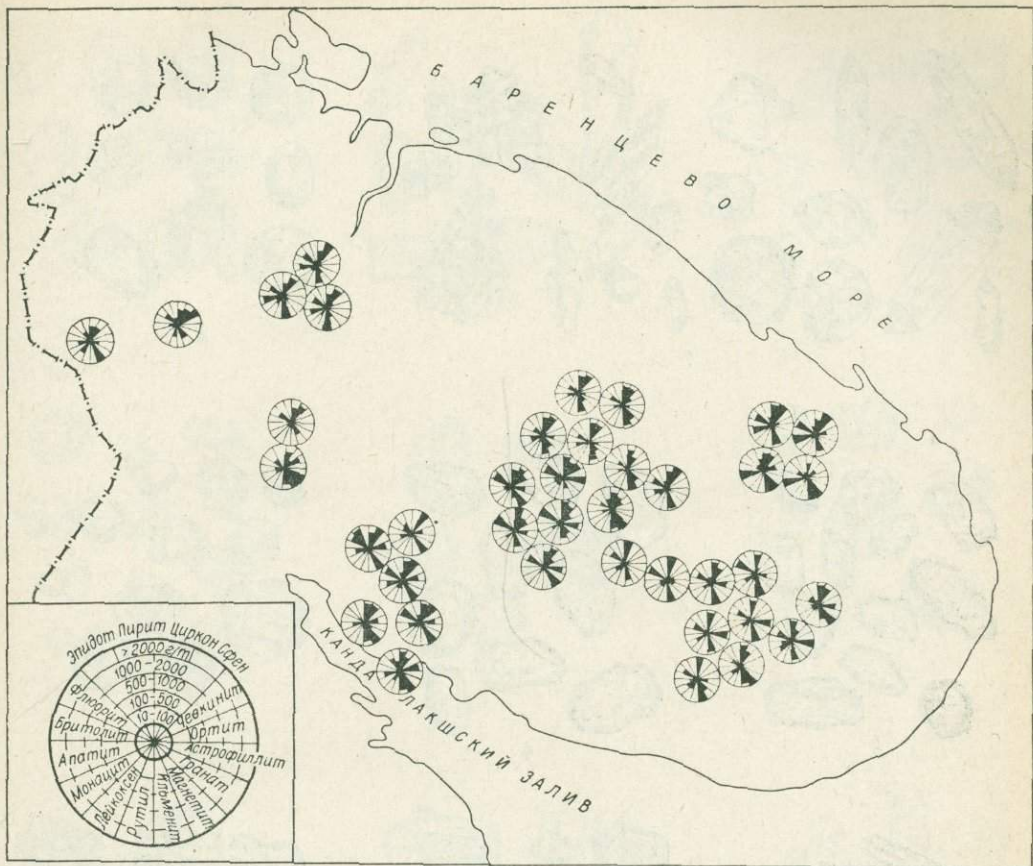 БАРЕНЦЕВО МОРЕ
КАНДАЛАКШСКИЙ ЗАЛИВ
Эпидот Пирит Циркон Сфен
>2000 г/т
1000-2000
500-1000
100-500
10-100
Чевкинит
Ортит
Астрофиллит
Гранат
Магнетит
Ильменит
Рутил
Лейкоксен
Монацит
Апатит
Бритолит
Флюорит